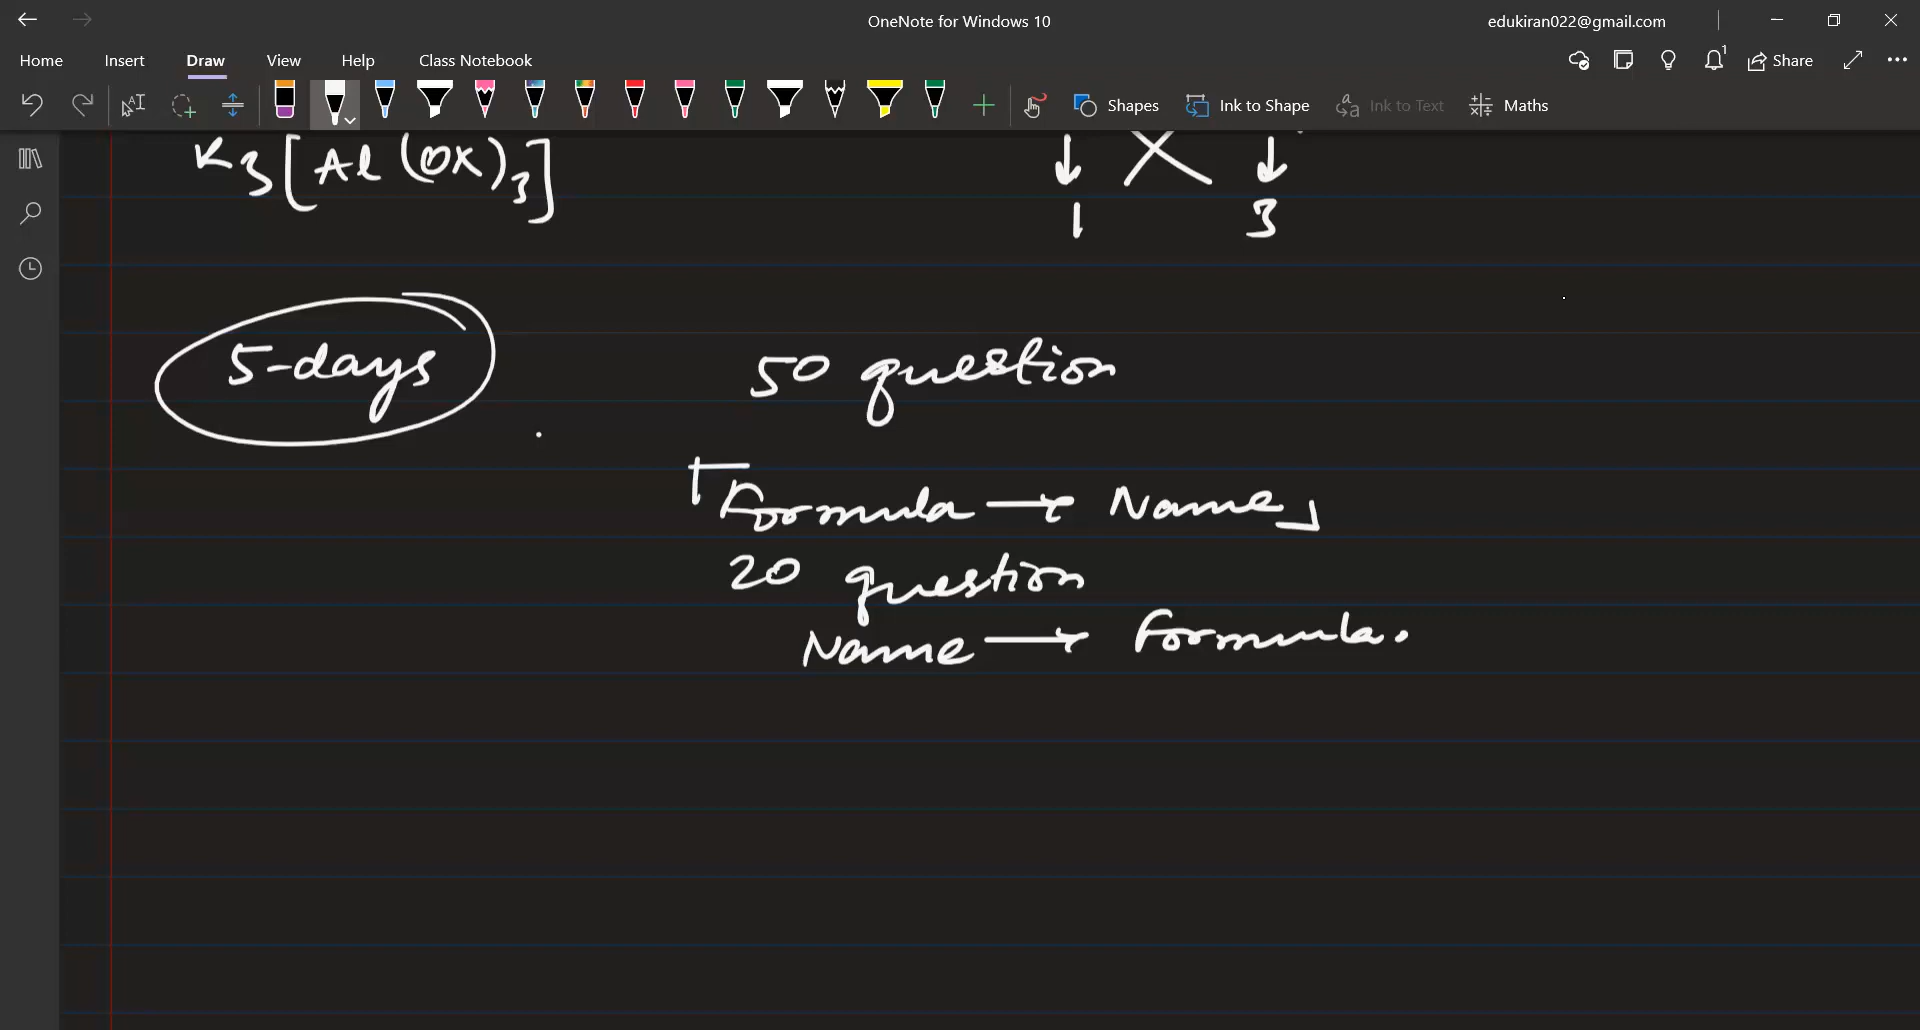 OneNote for Windows 10
edukiran022@gmail.com
Home Insert Draw View Help Class Notebook
1 Share
Shapes Ink to Shape Ink to Text Maths
K3[Al(OX)3]
1 3
5-days 50 question
Formula → Name
20 question
Name → Formula.